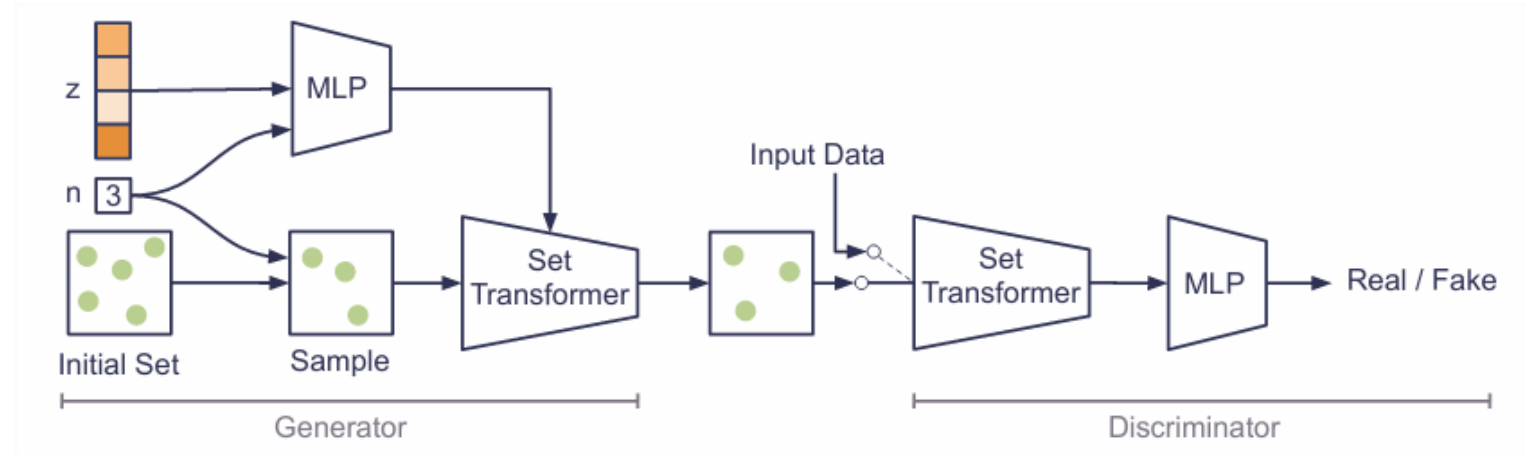 z
MLP
n
3
Input Data
Set
Transformer
Set
Transformer
MLP
Real / Fake
Initial Set
Sample
Generator
Discriminator